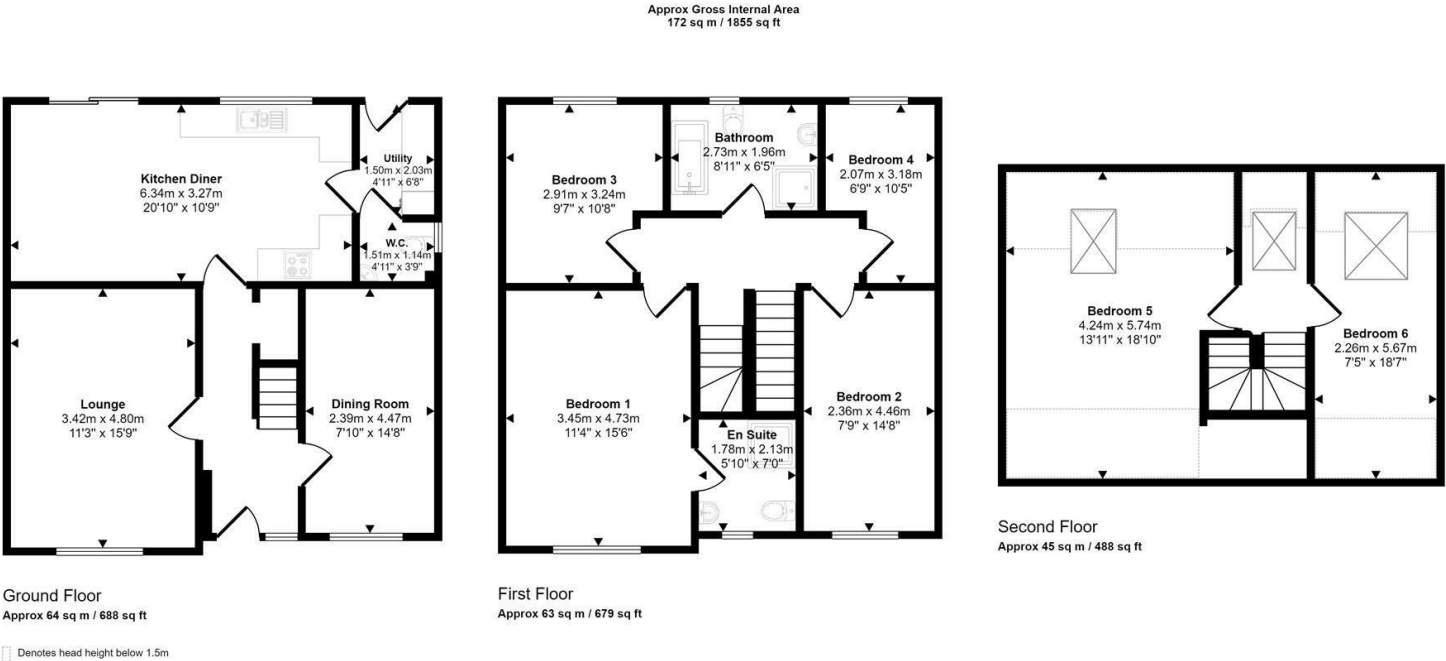 Approx Gross Internal Area
172 sq m / 1855 sq ft
Kitchen Diner
6.34m x 3.27m
20'10" x 10'9"
Utility
1.50m x 2.03m
4'11" x 6'8"
W.C.
1.51m x 1.14m
4'11" x 3'9"
Lounge
3.42m x 4.80m
11'3" x 15'9"
Dining Room
2.39m x 4.47m
7'10" x 14'8"
Ground Floor
Approx 64 sq m / 688 sq ft
Bedroom 3
2.91m x 3.24m
9'7" x 10'8"
Bathroom
2.73m x 1.96m
8'11" x 6'5"
Bedroom 4
2.07m x 3.18m
6'9" x 10'5"
Bedroom 1
3.45m x 4.73m
11'4" x 15'6"
En Suite
1.78m x 2.13m
5'10" x 7'0"
Bedroom 2
2.36m x 4.46m
7'9" x 14'8"
First Floor
Approx 63 sq m / 679 sq ft
Bedroom 5
4.24m x 5.74m
13'11" x 18'10"
Bedroom 6
2.26m x 5.67m
7'5" x 18'7"
Second Floor
Approx 45 sq m / 488 sq ft
Denotes head height below 1.5m